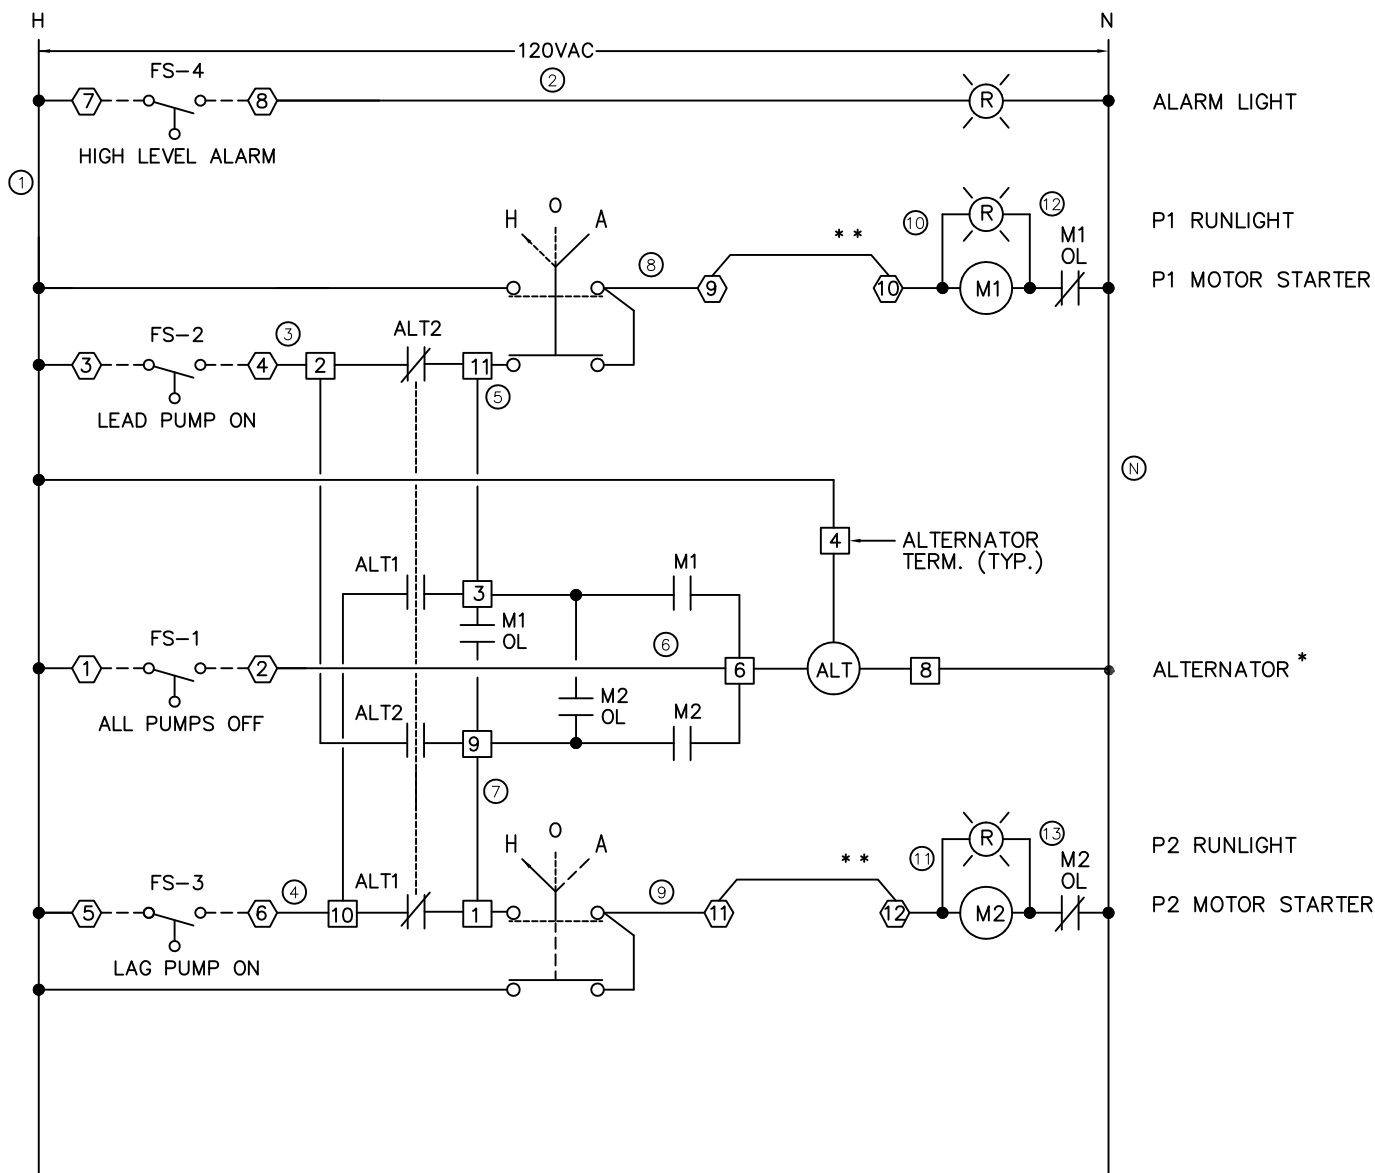 H
N
120VAC
FS-4
2
7
8
R
ALARM LIGHT
HIGH LEVEL ALARM
1
H
O
A
10
R
12
P1 RUNLIGHT
8
* *
M1
OL
9
10
M1
P1 MOTOR STARTER
FS-2
3
ALT2
3
4
2
11
5
LEAD PUMP ON
N
4
ALTERNATOR
TERM. (TYP.)
ALT1
M1
3
M1
OL
FS-1
6
1
2
6
ALT
8
ALTERNATOR *
ALL PUMPS OFF
ALT2
M2
OL
M2
9
7
H
O
A
11
R
13
P2 RUNLIGHT
FS-3
4
ALT1
9
* *
M2
OL
5
6
10
1
11
12
M2
P2 MOTOR STARTER
LAG PUMP ON